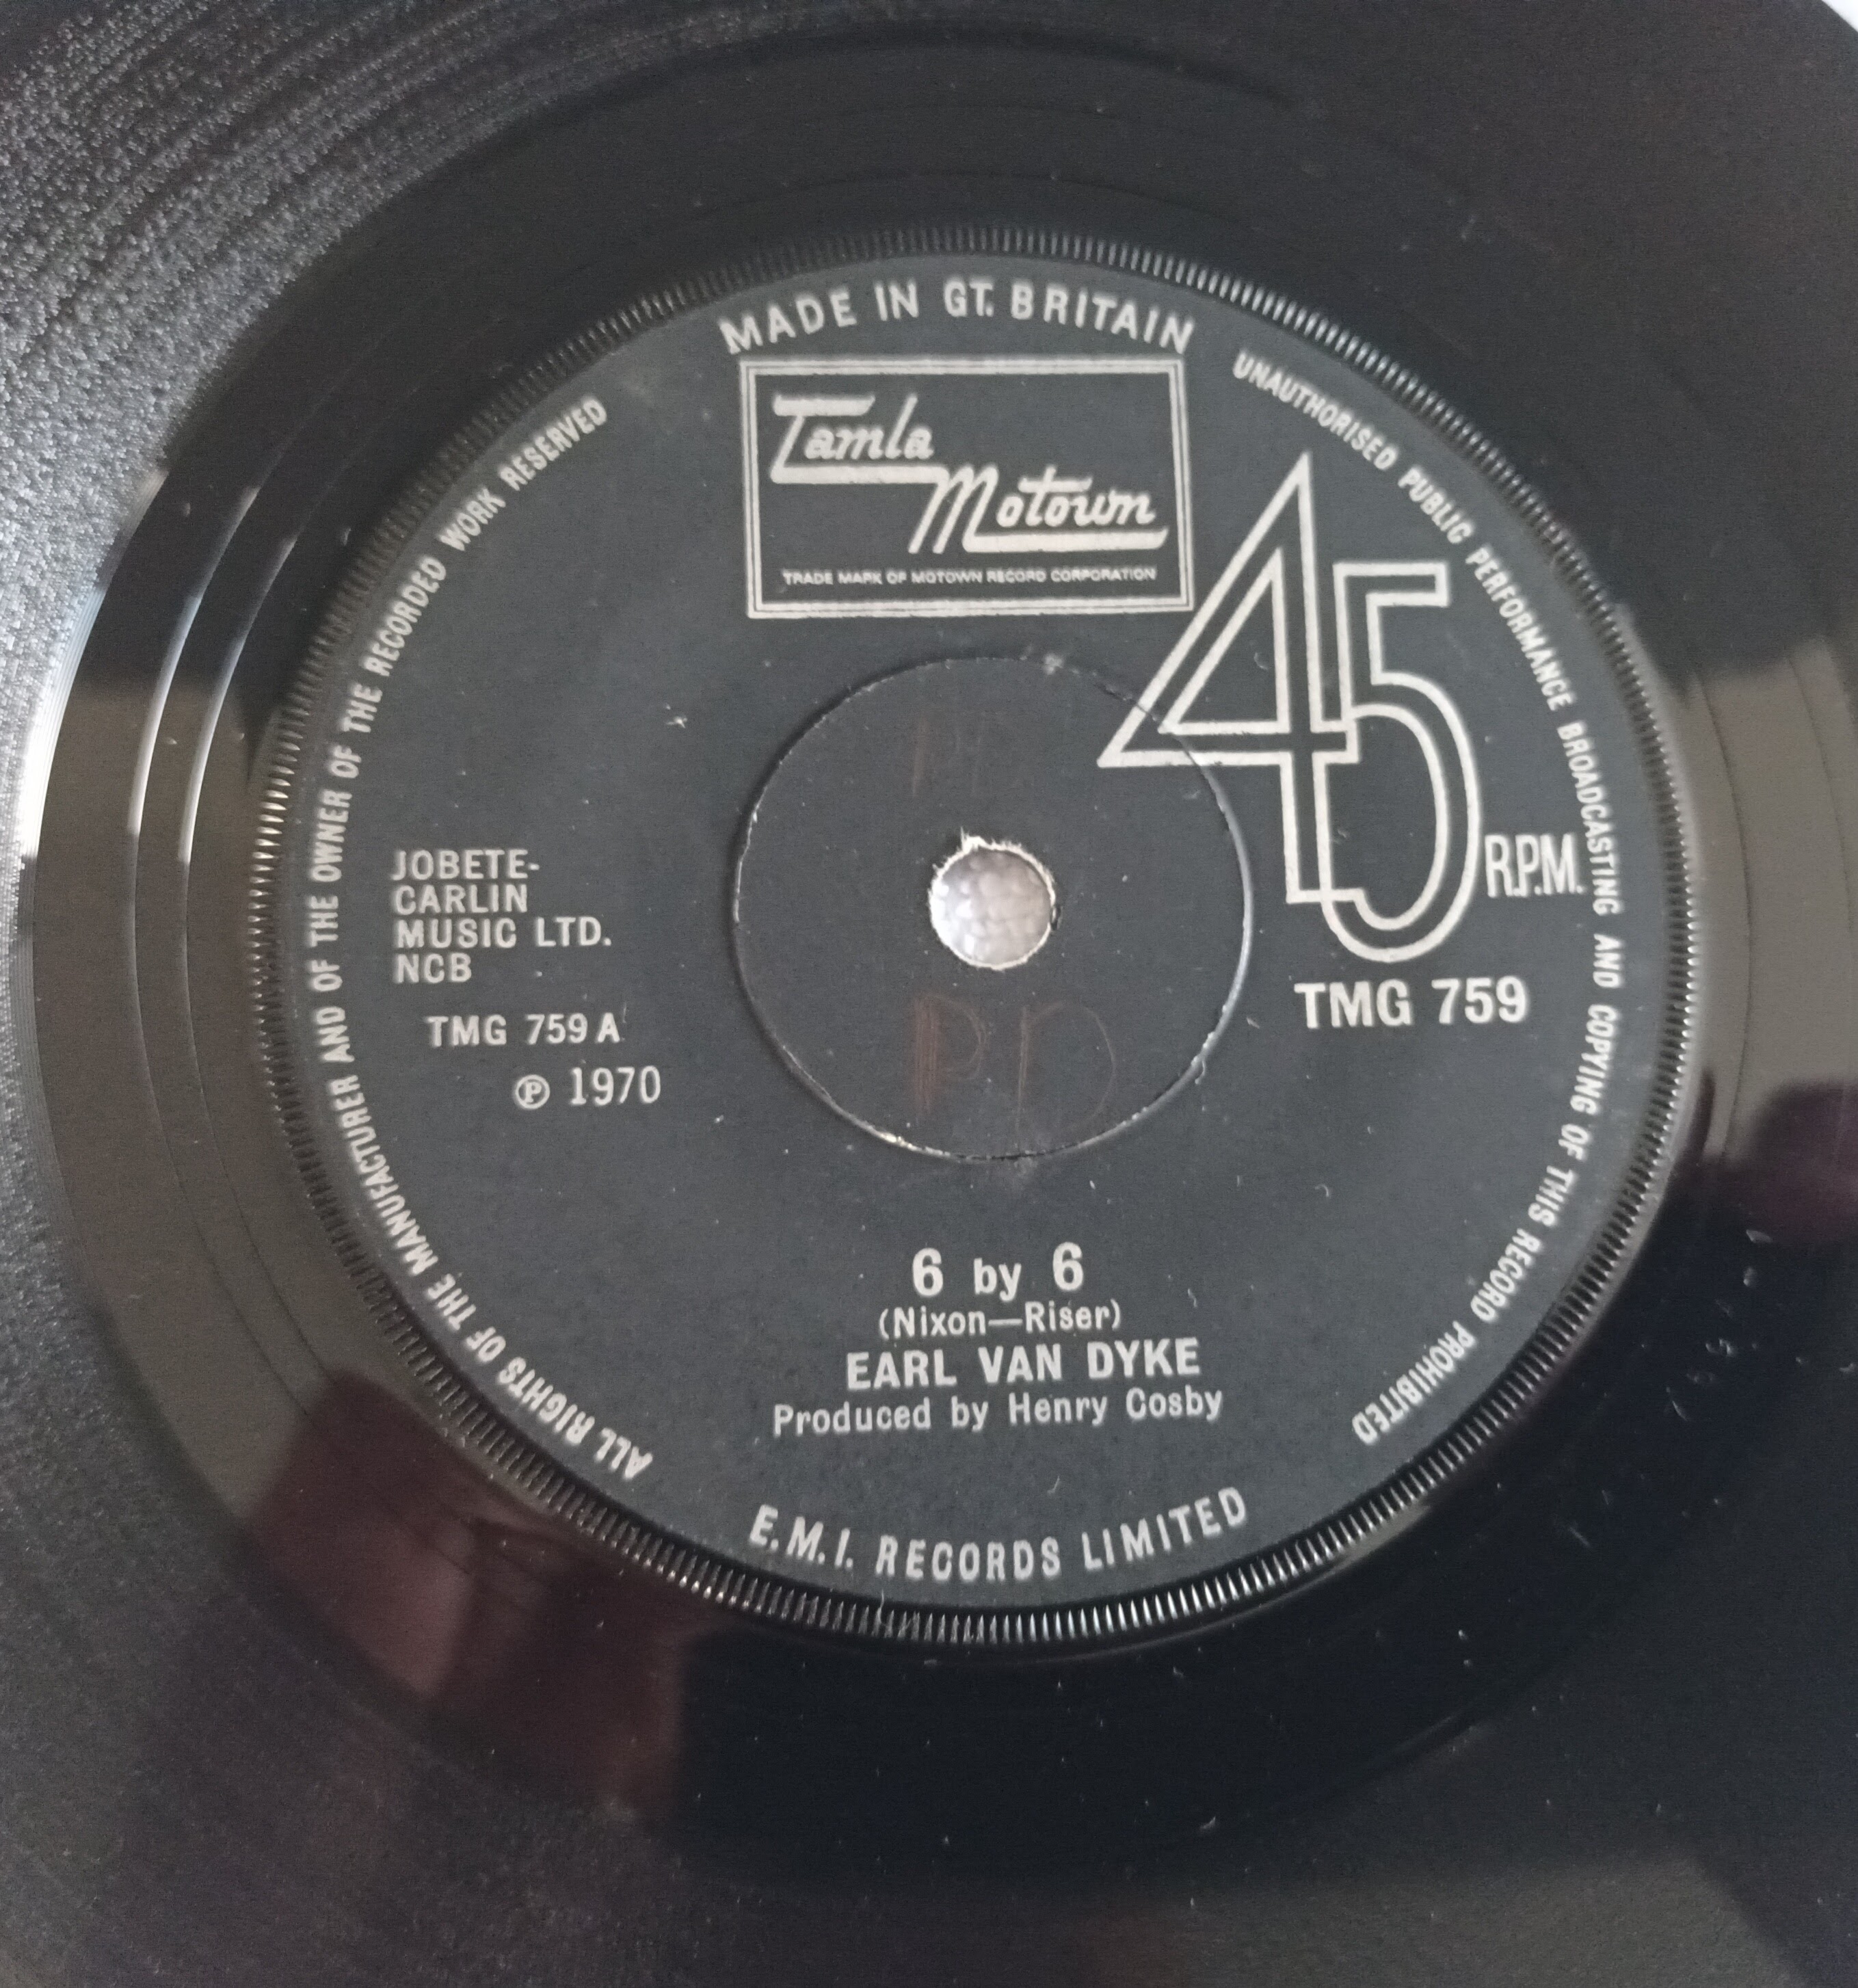 MADE IN GT. BRITAIN
Tamla
Motown
TRADE MARK OF MOTOWN RECORD CORPORATION
UNAUTHORISED PUBLIC PERFORMANCE BROADCASTING AND COPYING OF THIS RECORD PROHIBITED
ALL RIGHTS OF THE MANUFACTURER AND OF THE OWNER OF THE RECORDED WORK RESERVED
45
R.P.M.
TMG 759
JOBETE-
CARLIN
MUSIC LTD.
NCB
TMG 759 A
℗ 1970
PD
6 by 6
(Nixon—Riser)
EARL VAN DYKE
Produced by Henry Cosby
E.M.I. RECORDS LIMITED